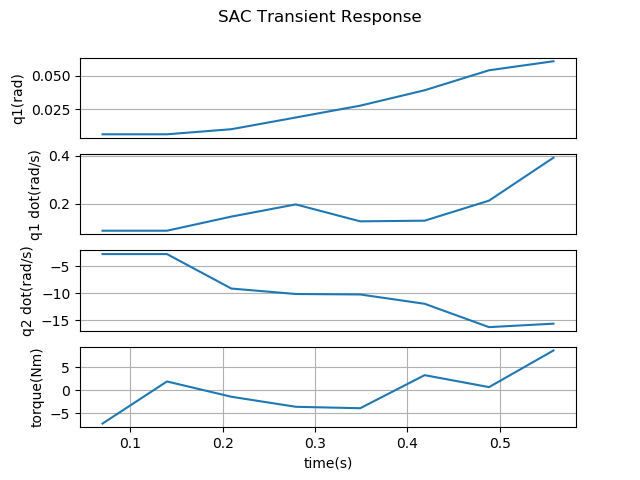 SAC Transient Response
q1(rad)
0.050
0.025
q1 dot(rad/s)
0.4
0.2
q2 dot(rad/s)
−5
−10
−15
torque(Nm)
5
0
−5
0.1 0.2 0.3 0.4 0.5
time(s)